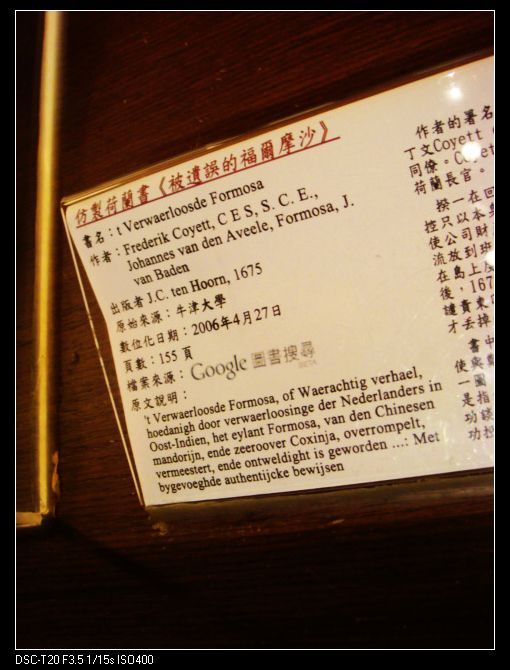 仿製荷蘭書《被遺誤的福爾摩沙》
書名：t Verwaerloosde Formosa
作者：Frederik Coyett, C E S, S. C. E.,
Johannes van den Aveele, Formosa, J.
van Baden
出版者 J.C. ten Hoorn, 1675
原始來源：牛津大學
數位化日期：2006年4月27日
頁數：155 頁
檔案來源：Google 圖書搜尋 BETA
原文說明：
't Verwaerloosde Formosa, of Waerachtig verhael,
hoedanigh door verwaerloosinge der Nederlanders in
Oost-Indien, het eylant Formosa, van den Chinesen
mandorijn, ende zeeroover Coxinja, overrompelt,
vermeestert, ende ontweldight is geworden ...: Met
bygevoeghde authentijcke bewijsen
作者的署名
丁文Coyett
同僚。
荷蘭長官。
揆一在回
控只以本
使公司財
流放到班
在島上
後，167
譴責東
才丟掉
書中
使與
一圖
是指
功
功
DSC-T20 F3.5 1/15s ISO400